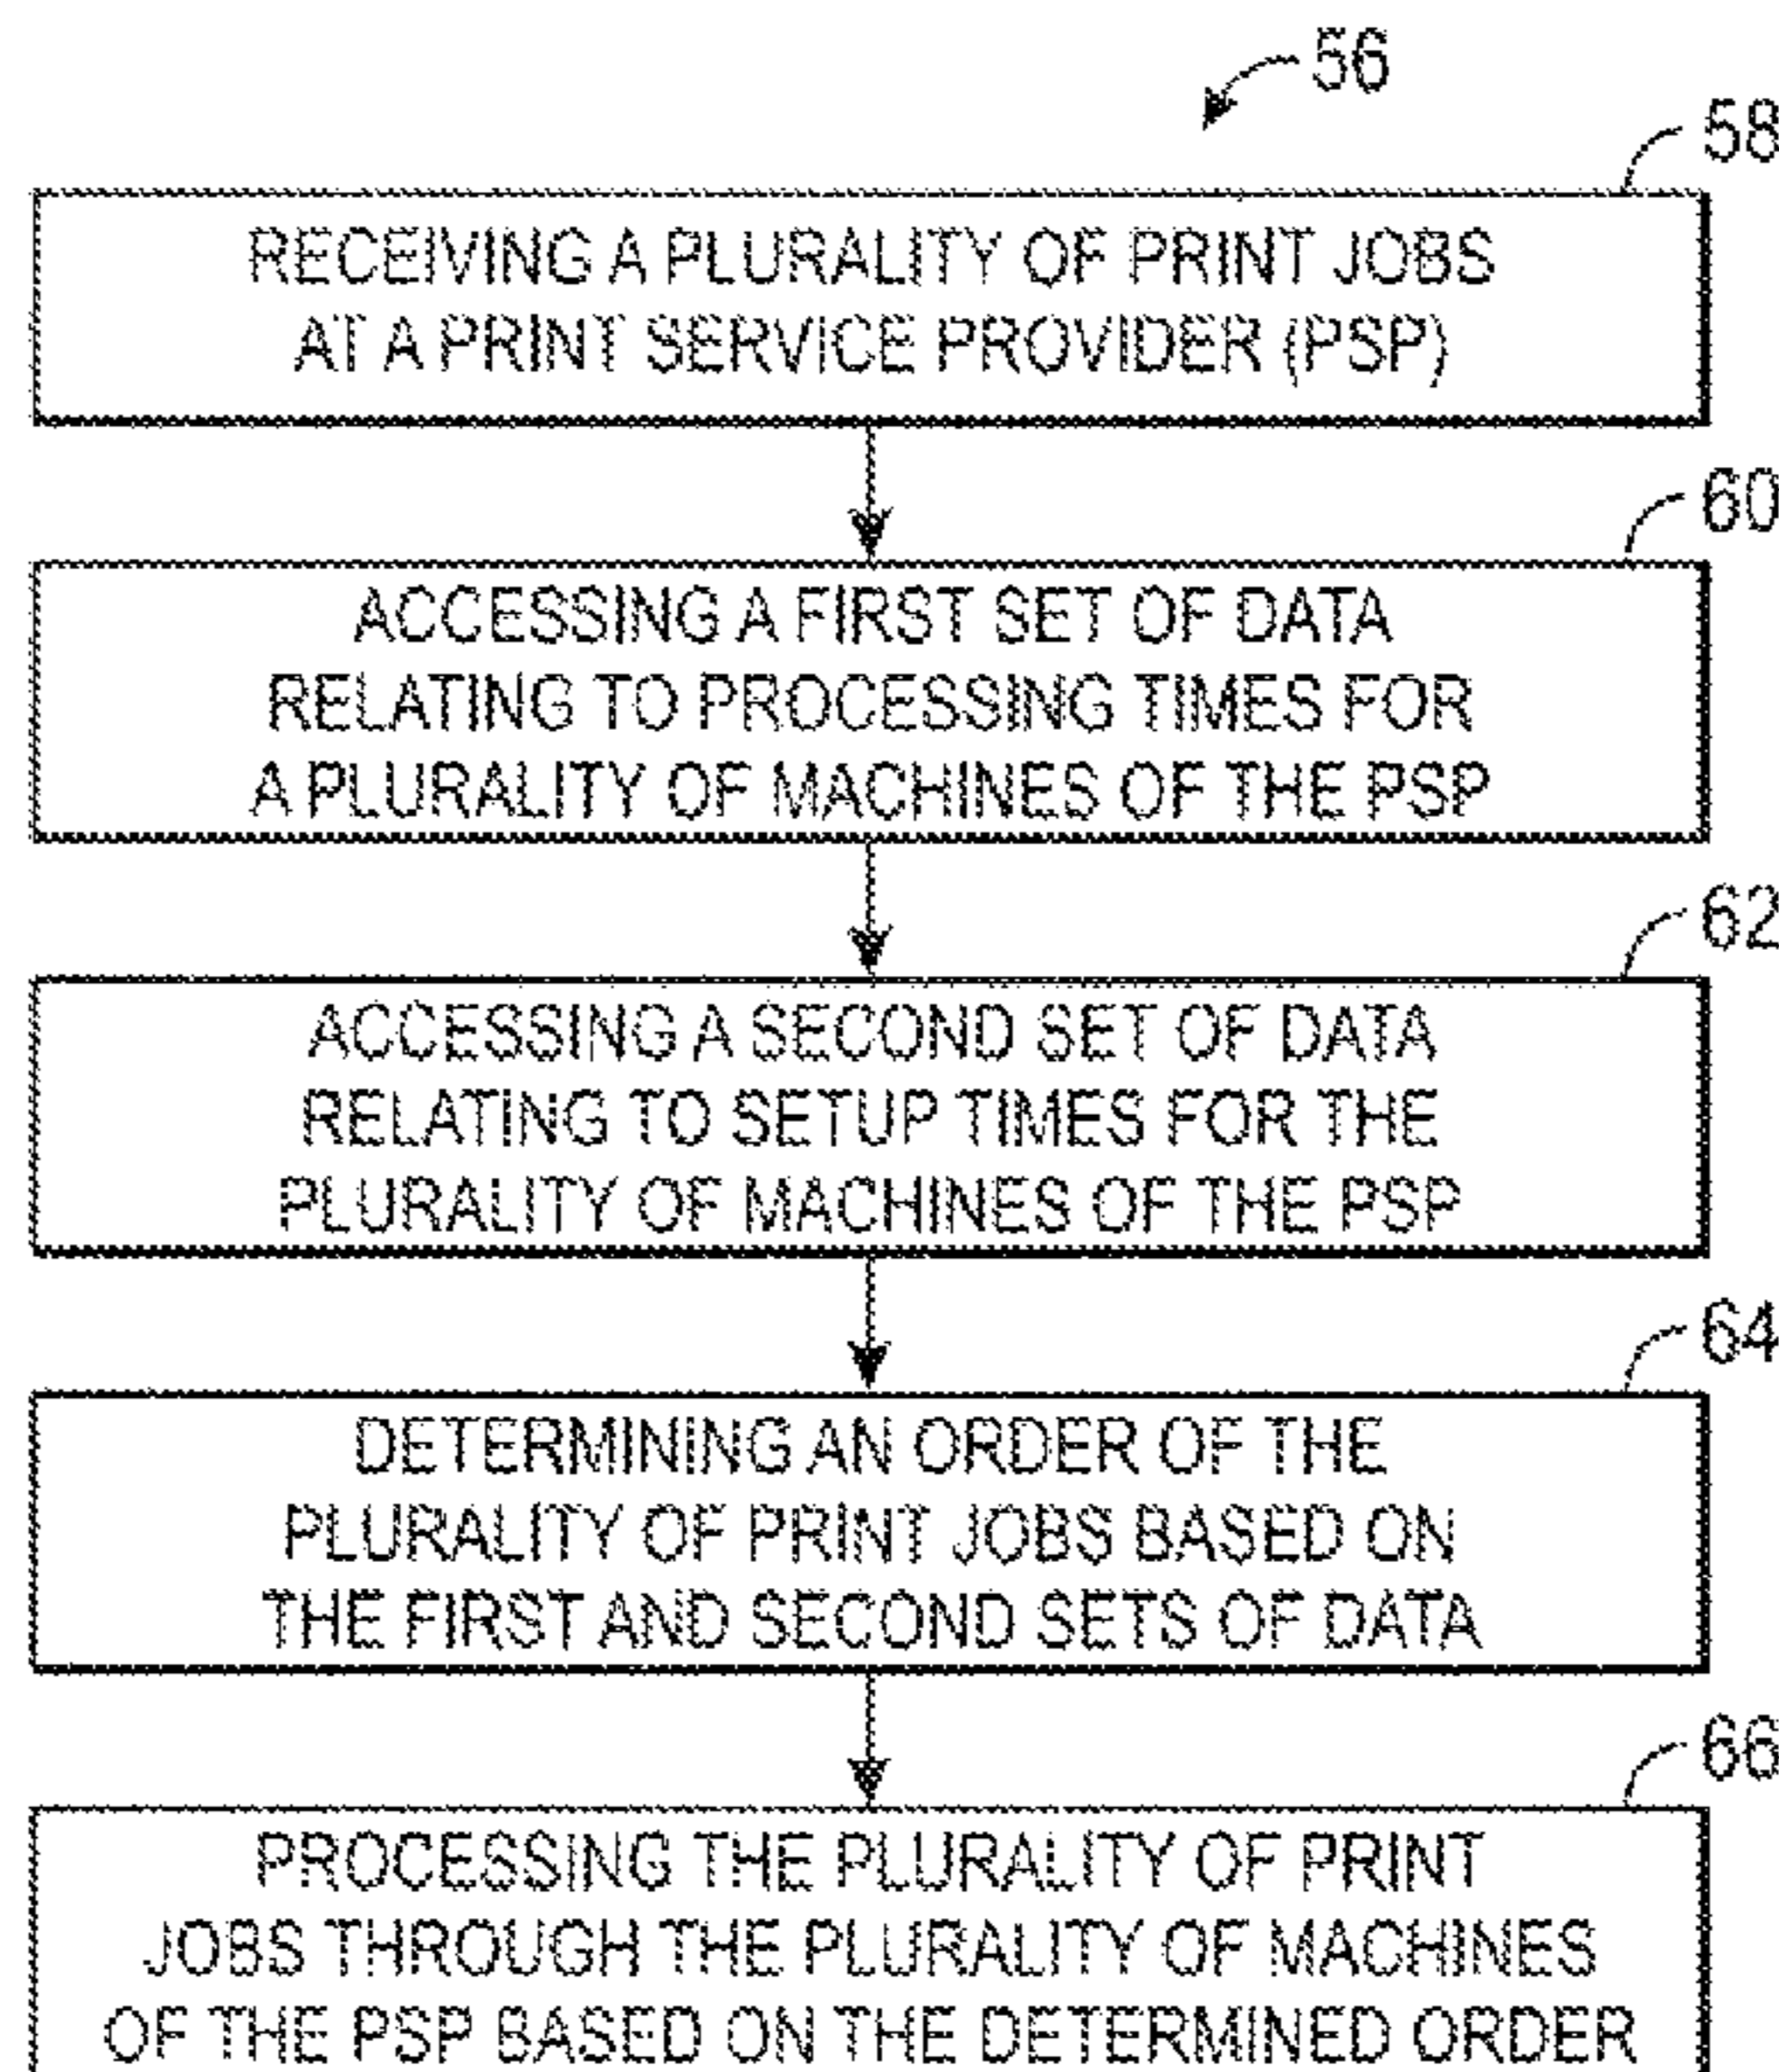 56
58
RECEIVING A PLURALITY OF PRINT JOBS
AT A PRINT SERVICE PROVIDER (PSP)
60
ACCESSING A FIRST SET OF DATA
RELATING TO PROCESSING TIMES FOR
A PLURALITY OF MACHINES OF THE PSP
62
ACCESSING A SECOND SET OF DATA
RELATING TO SETUP TIMES FOR THE
PLURALITY OF MACHINES OF THE PSP
64
DETERMINING AN ORDER OF THE
PLURALITY OF PRINT JOBS BASED ON
THE FIRST AND SECOND SETS OF DATA
66
PROCESSING THE PLURALITY OF PRINT
JOBS THROUGH THE PLURALITY OF MACHINES
OF THE PSP BASED ON THE DETERMINED ORDER